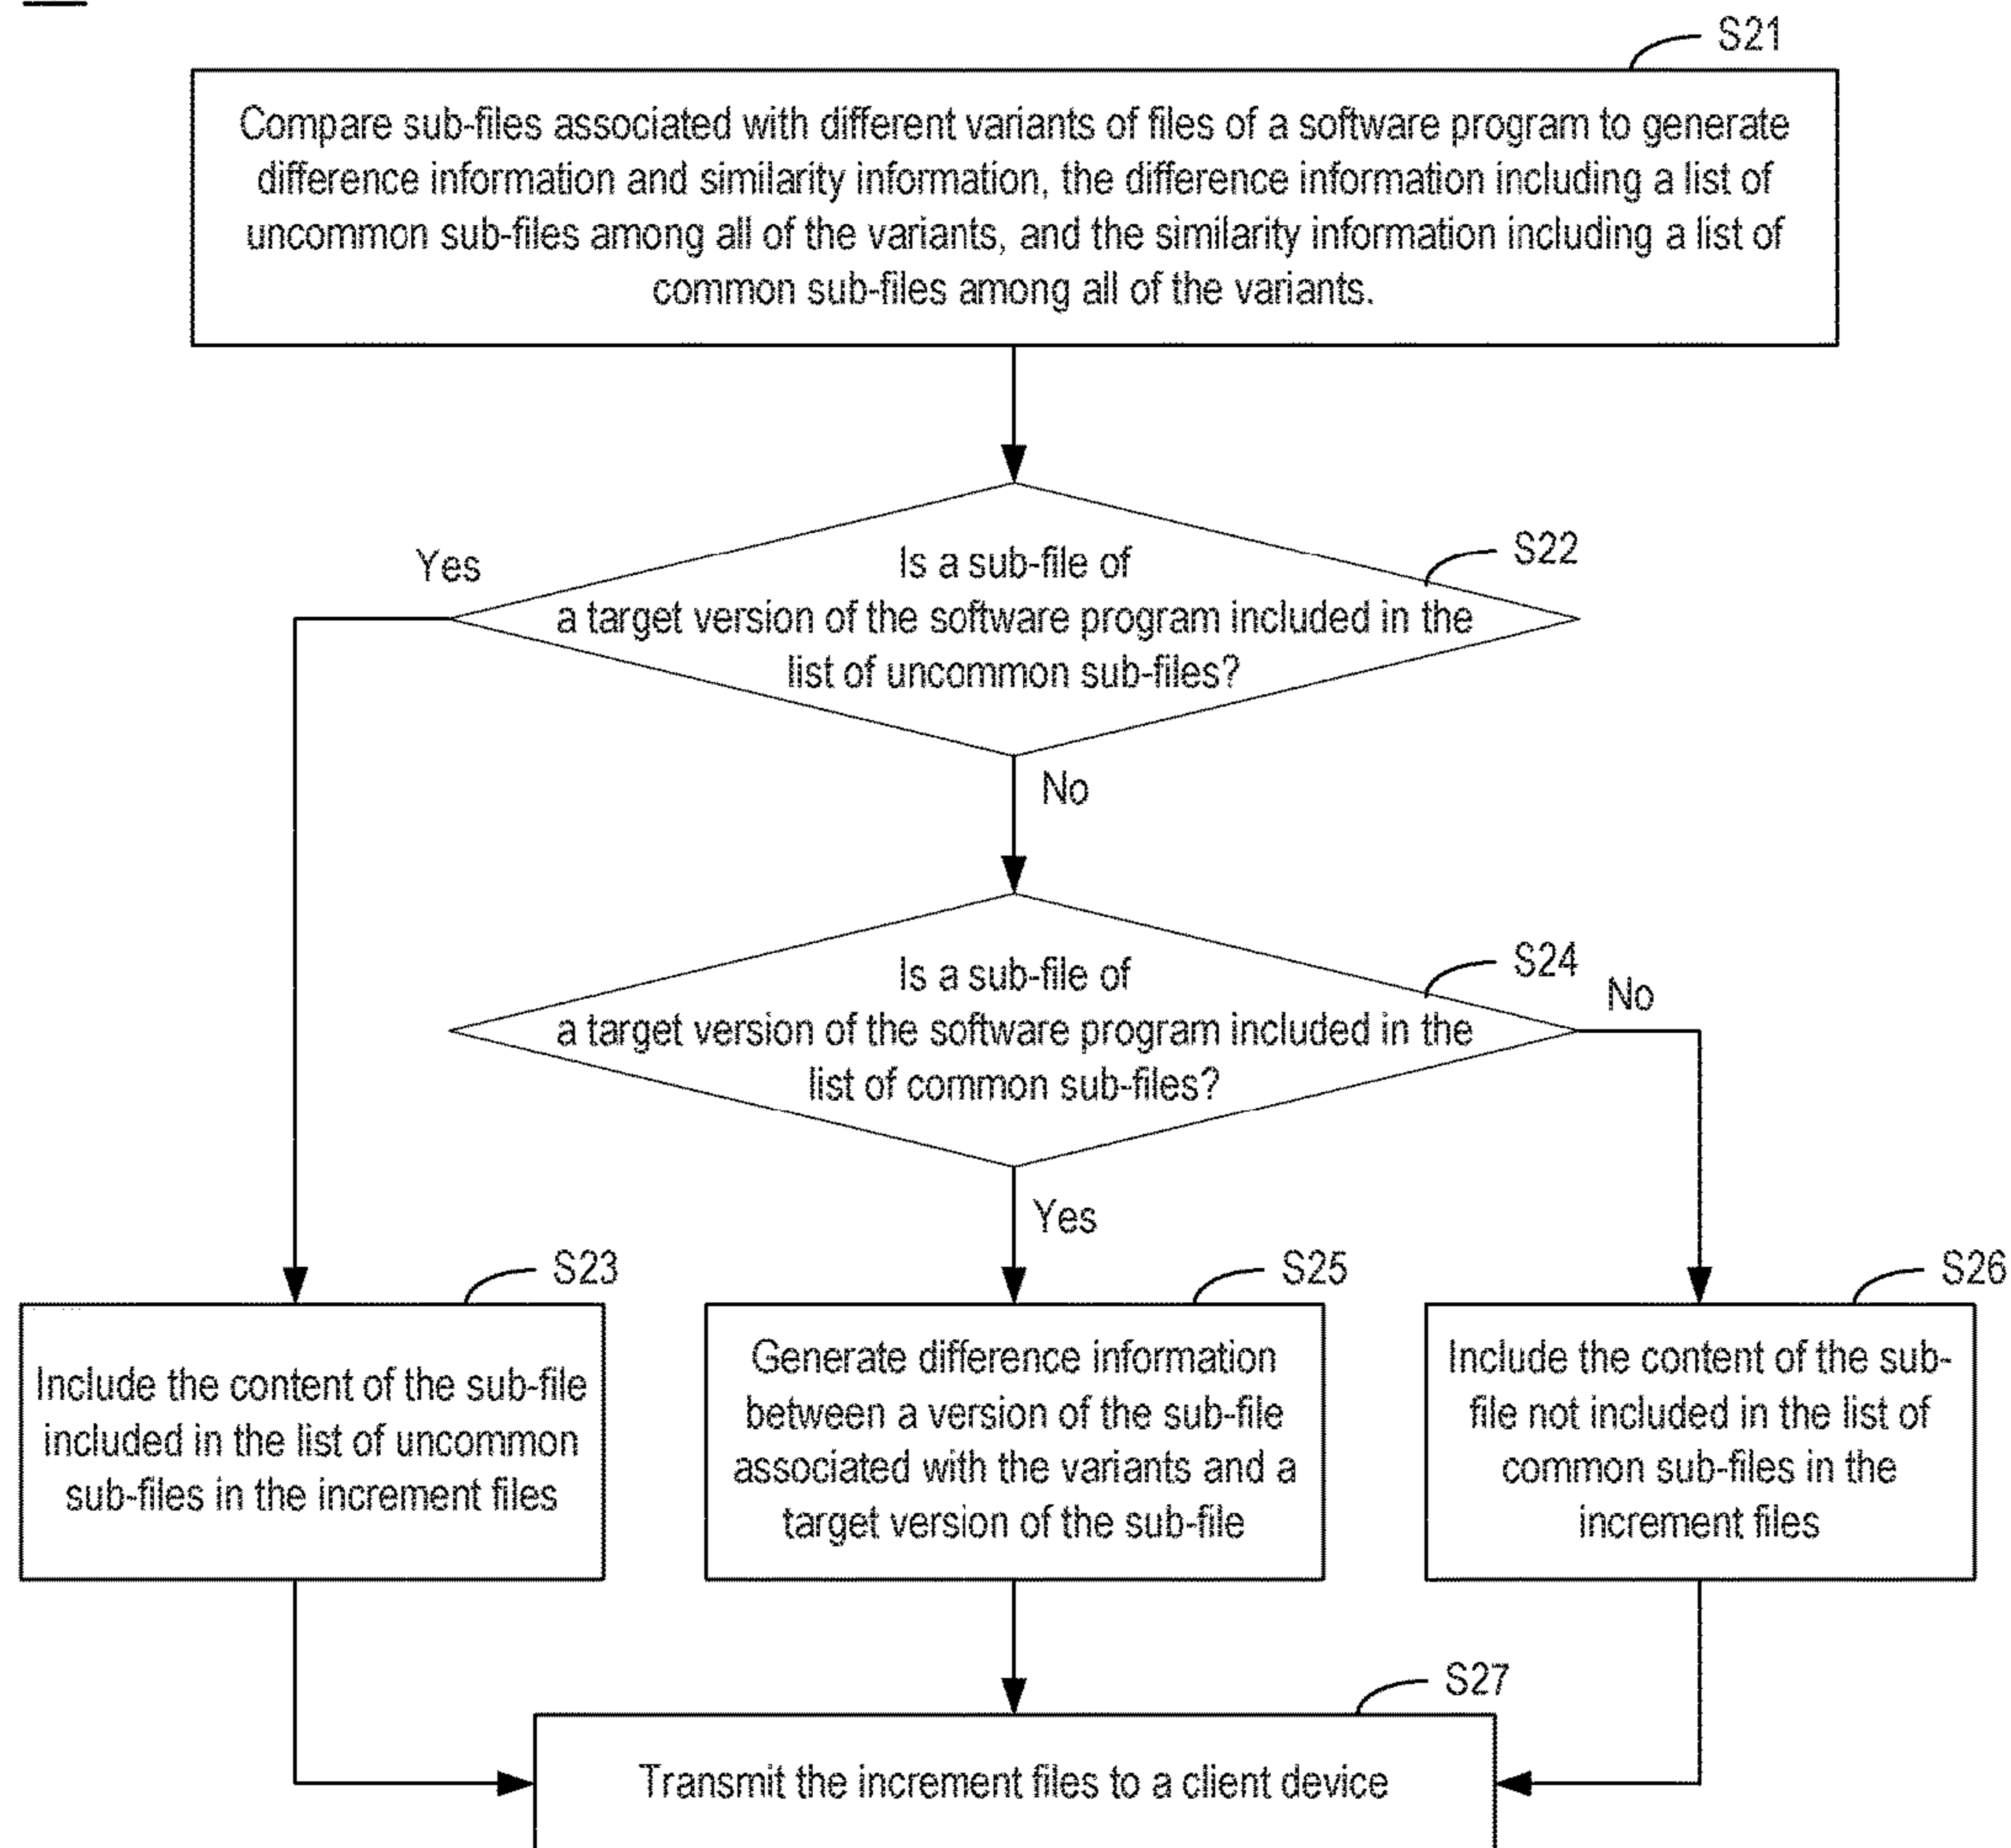 S21
Compare sub-files associated with different variants of files of a software program to generate
difference information and similarity information, the difference information including a list of
uncommon sub-files among all of the variants, and the similarity information including a list of
common sub-files among all of the variants.
S22
Yes
Is a sub-file of
a target version of the software program included in the
list of uncommon sub-files?
No
S24
No
Is a sub-file of
a target version of the software program included in the
list of common sub-files?
Yes
S23
Include the content of the sub-file
included in the list of uncommon
sub-files in the increment files
S25
Generate difference information
between a version of the sub-file
associated with the variants and a
target version of the sub-file
S26
Include the content of the sub-
file not included in the list of
common sub-files in the
increment files
S27
Transmit the increment files to a client device